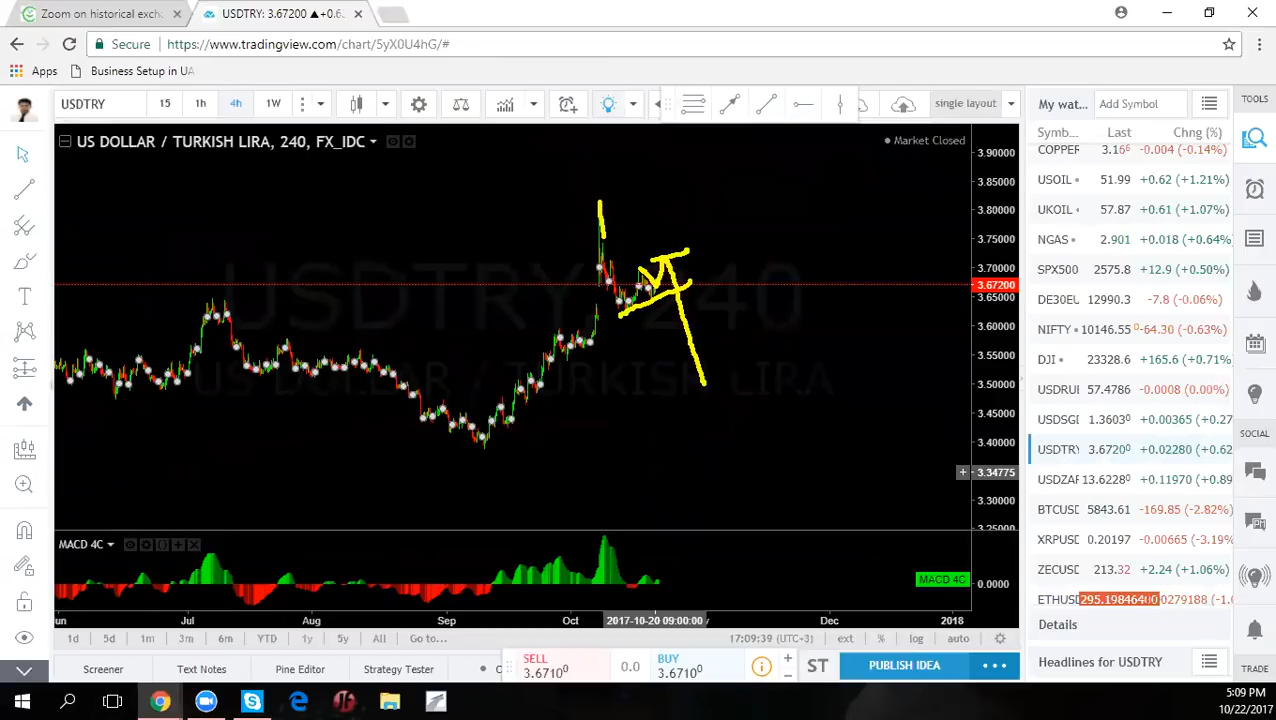 Zoom on historical exch
USDTRY: 3.67200 ▲+0.6
Secure
https://www.tradingview.com/chart/5yX0U4hG/#
Apps
Business Setup in UA
USDTRY 15 1h 4h 1W
single layout
My wat... Add Symbol
TOOLS
US DOLLAR / TURKISH LIRA, 240, FX_IDC
Market Closed
USDTRY, 240
US DOLLAR / TURKISH LIRA
3.90000
3.85000
3.80000
3.75000
3.70000
3.67200
3.65000
3.60000
3.55000
3.50000
3.45000
3.40000
3.34775
3.30000
3.25000
Symb... Last Chng (%)
COPPER 3.166 -0.004 (-0.14%)
USOIL 51.99 +0.62 (+1.21%)
UKOIL 57.87 +0.61 (+1.07%)
NGAS 2.901 +0.018 (+0.64%)
SPX500 2575.8 +12.9 (+0.50%)
DE30EU 12990.3 -7.8 (-0.06%)
NIFTY 10146.5 -64.30 (-0.63%)
DJI 23328.6 +165.6 (+0.71%)
USDRUI 57.4786 -0.0008 (0.00%)
USDSGI 1.36030 +0.00365 (+0.27
USDTRY 3.67200 +0.02280 (+0.62
USDZAF 13.62280 +0.11970 (+0.89
BTCUSD 5843.61 -169.85 (-2.82%)
XRPUSD 0.20197 -0.00665 (-3.19%)
ZECUSD 213.32 +2.24 (+1.06%)
ETHUSD 295.19846400 0279188 (-1.0
SOCIAL
MACD 4C
MACD 4C
0.0000
Jul Aug Sep Oct 2017-10-20 09:00:00 Dec 2018
Details
1d 5d 1m 3m 6m YTD 1y 5y All Go to...
17:09:39 (UTC+3) ext % log auto
Screener Text Notes Pine Editor Strategy Tester
SELL
3.67100
0.0
BUY
3.67100
ST
PUBLISH IDEA
Headlines for USDTRY
TRADE
5:09 PM
10/22/2017